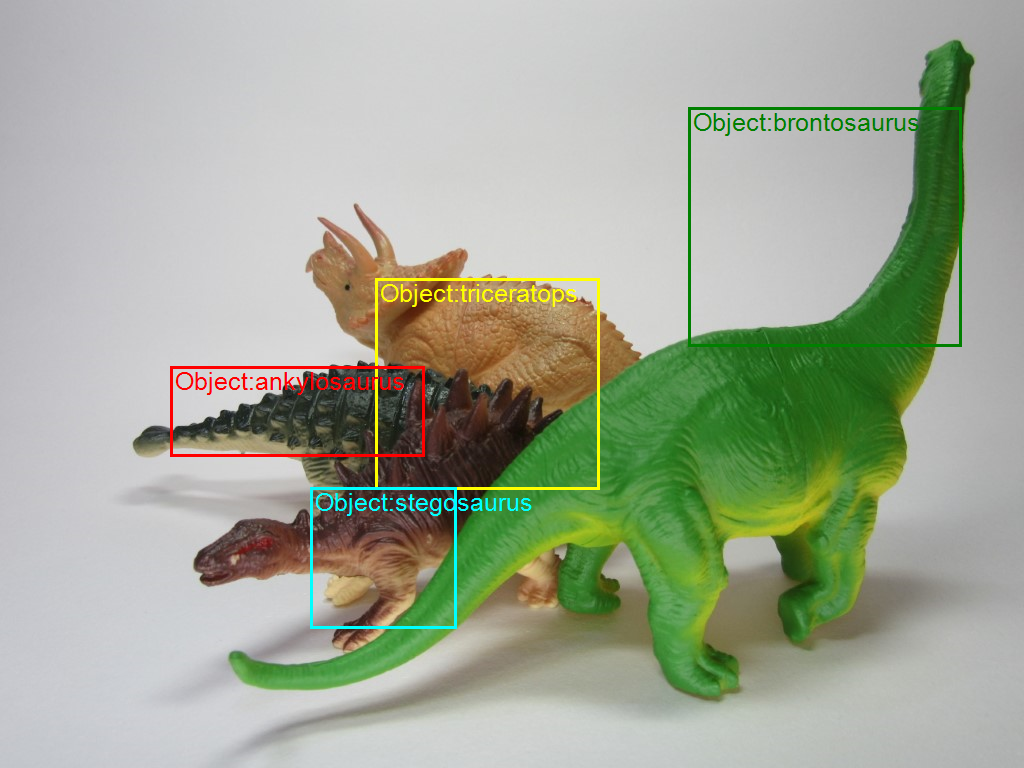 Object:brontosaurus
Object:triceratops
Object:ankylosaurus
Object:stegosaurus